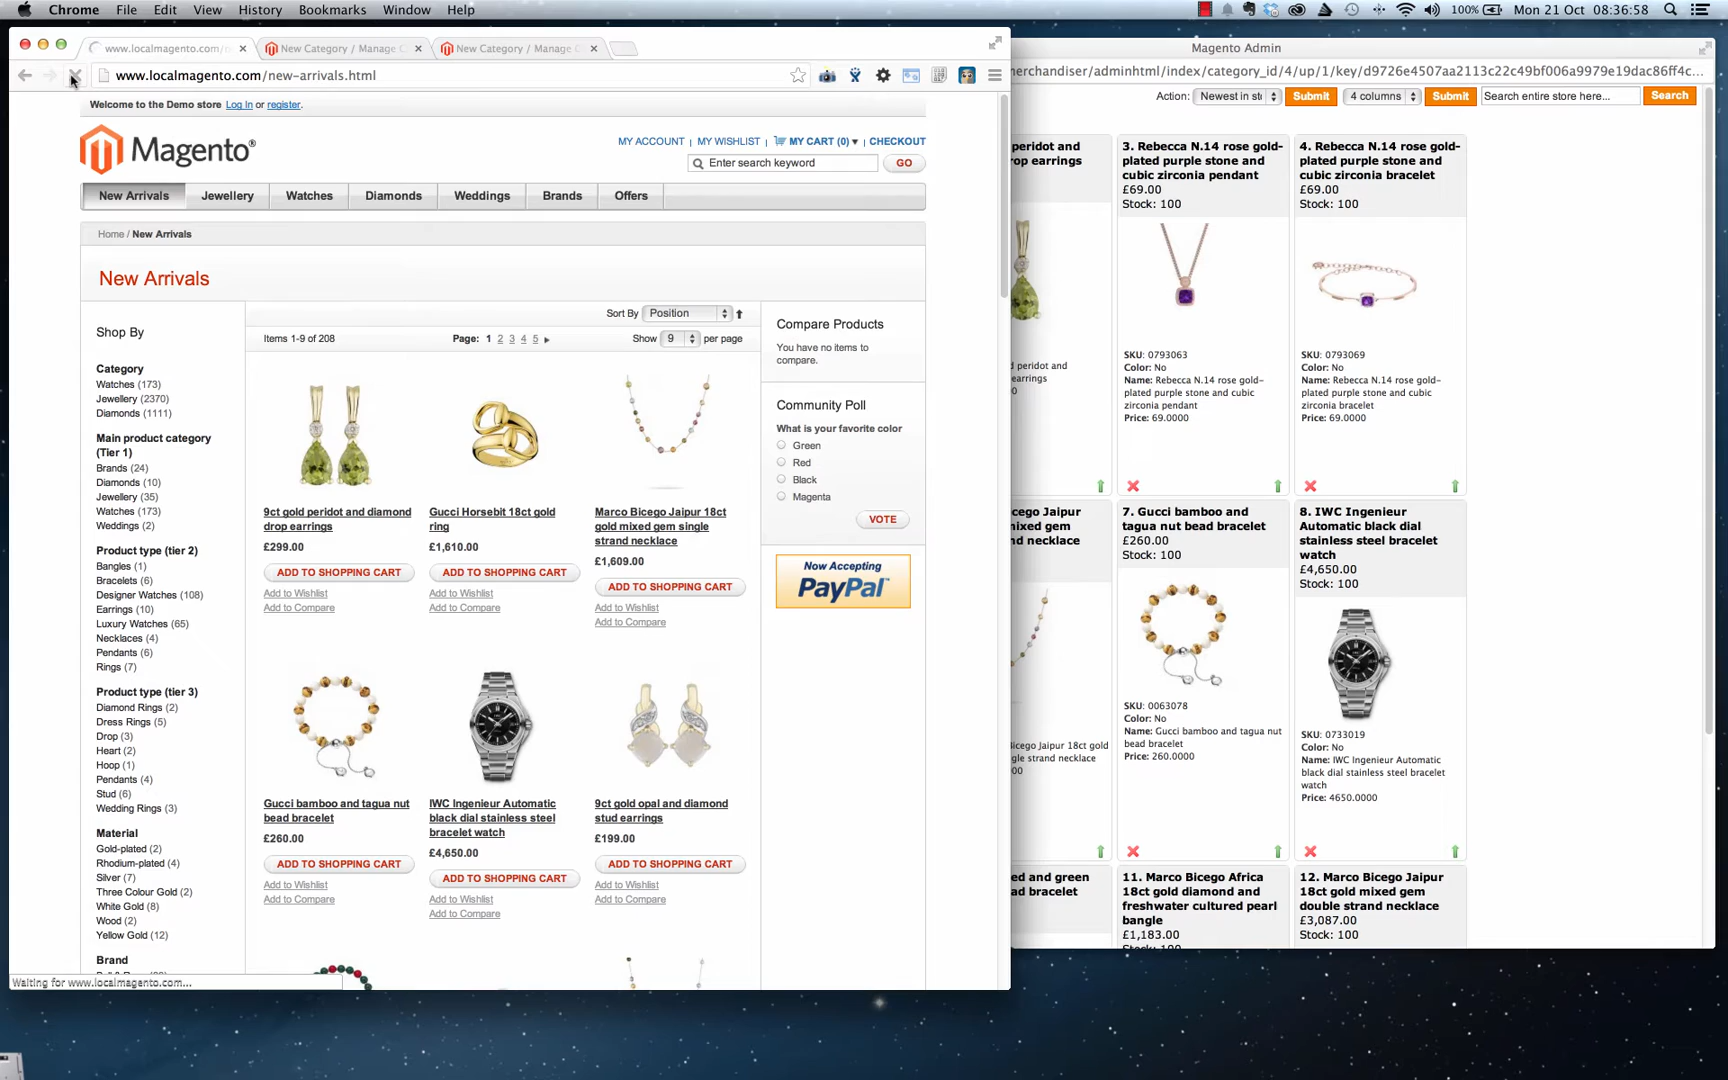 Chrome File Edit View History Bookmarks Window Help
100% Mon 21 Oct 08:36:58
www.localmagento.com/n
New Category / Manage C
New Category / Manage C
www.localmagento.com/new-arrivals.html
Welcome to the Demo store Log In or register.
Magento®
MY ACCOUNT | MY WISHLIST | MY CART (0) | CHECKOUT
Enter search keyword GO
New Arrivals Jewellery Watches Diamonds Weddings Brands Offers
Home / New Arrivals
New Arrivals
Shop By
Category
Watches (173)
Jewellery (2370)
Diamonds (1111)
Main product category
(Tier 1)
Brands (24)
Diamonds (10)
Jewellery (35)
Watches (173)
Weddings (2)
Product type (tier 2)
Bangles (1)
Bracelets (6)
Designer Watches (108)
Earrings (10)
Luxury Watches (65)
Necklaces (4)
Pendants (6)
Rings (7)
Product type (tier 3)
Diamond Rings (2)
Dress Rings (5)
Drop (3)
Heart (2)
Hoop (1)
Pendants (4)
Stud (6)
Wedding Rings (3)
Material
Gold-plated (2)
Rhodium-plated (4)
Silver (7)
Three Colour Gold (2)
White Gold (8)
Wood (2)
Yellow Gold (12)
Brand
Sort By Position
Items 1-9 of 208 Page: 1 2 3 4 5 Show 9 per page
9ct gold peridot and diamond
drop earrings
£299.00
ADD TO SHOPPING CART
Add to Wishlist
Add to Compare
Gucci Horsebit 18ct gold
ring
£1,610.00
ADD TO SHOPPING CART
Add to Wishlist
Add to Compare
Marco Bicego Jaipur 18ct
gold mixed gem single
strand necklace
£1,609.00
ADD TO SHOPPING CART
Add to Wishlist
Add to Compare
Gucci bamboo and tagua nut
bead bracelet
£260.00
ADD TO SHOPPING CART
Add to Wishlist
Add to Compare
IWC Ingenieur Automatic
black dial stainless steel
bracelet watch
£4,650.00
ADD TO SHOPPING CART
Add to Wishlist
Add to Compare
9ct gold opal and diamond
stud earrings
£199.00
ADD TO SHOPPING CART
Add to Wishlist
Add to Compare
Compare Products
You have no items to
compare.
Community Poll
What is your favorite color
Green
Red
Black
Magenta
VOTE
Now Accepting
PayPal
Waiting for www.localmagento.com...
Magento Admin
nerchandiser/adminhtml/index/category_id/4/up/1/key/d9726e4507aa2113c22c49bf006a9979e19dac86ff4c...
Action: Newest in st Submit 4 columns Submit Search entire store here... Search
peridot and
rop earrings
d peridot and
earrings
00
3. Rebecca N.14 rose gold-
plated purple stone and
cubic zirconia pendant
£69.00
Stock: 100
SKU: 0793063
Color: No
Name: Rebecca N.14 rose gold-
plated purple stone and cubic
zirconia pendant
Price: 69.0000
4. Rebecca N.14 rose gold-
plated purple stone and
cubic zirconia bracelet
£69.00
Stock: 100
SKU: 0793069
Color: No
Name: Rebecca N.14 rose gold-
plated purple stone and cubic
zirconia bracelet
Price: 69.0000
icego Jaipur
mixed gem
nd necklace
Bicego Jaipur 18ct gold
gle strand necklace
00
7. Gucci bamboo and
tagua nut bead bracelet
£260.00
Stock: 100
SKU: 0063078
Color: No
Name: Gucci bamboo and tagua nut
bead bracelet
Price: 260.0000
8. IWC Ingenieur
Automatic black dial
stainless steel bracelet
watch
£4,650.00
Stock: 100
SKU: 0733019
Color: No
Name: IWC Ingenieur Automatic
black dial stainless steel bracelet
watch
Price: 4650.0000
ed and green
ad bracelet
11. Marco Bicego Africa
18ct gold diamond and
freshwater cultured pearl
bangle
£1,183.00
Stock: 100
12. Marco Bicego Jaipur
18ct gold mixed gem
double strand necklace
£3,087.00
Stock: 100